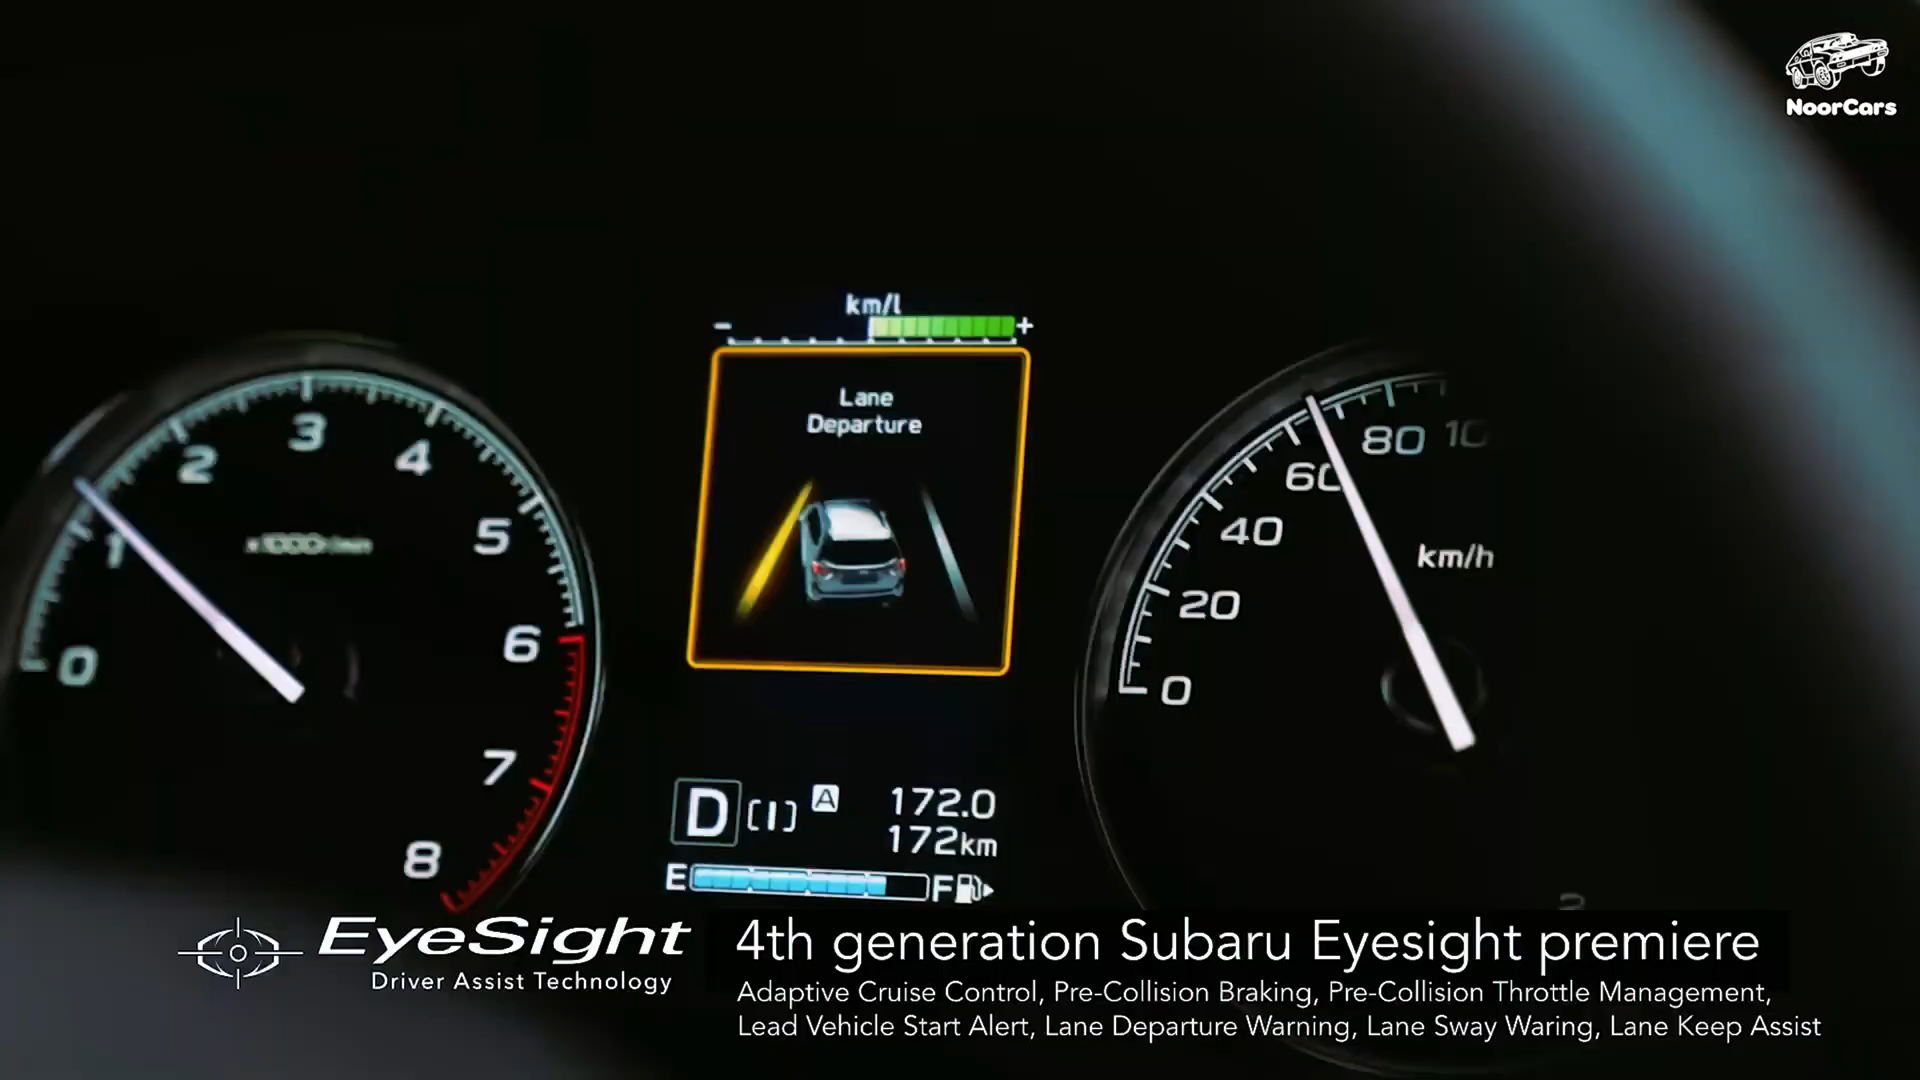 NoorCars
km/l
- +
Lane
Departure
0 1 2 3 4 5 6 7 8
0 20 40 60 80 10
km/h
D [I] A 172.0
172km
E F
EyeSight
Driver Assist Technology
4th generation Subaru Eyesight premiere
Adaptive Cruise Control, Pre-Collision Braking, Pre-Collision Throttle Management,
Lead Vehicle Start Alert, Lane Departure Warning, Lane Sway Waring, Lane Keep Assist